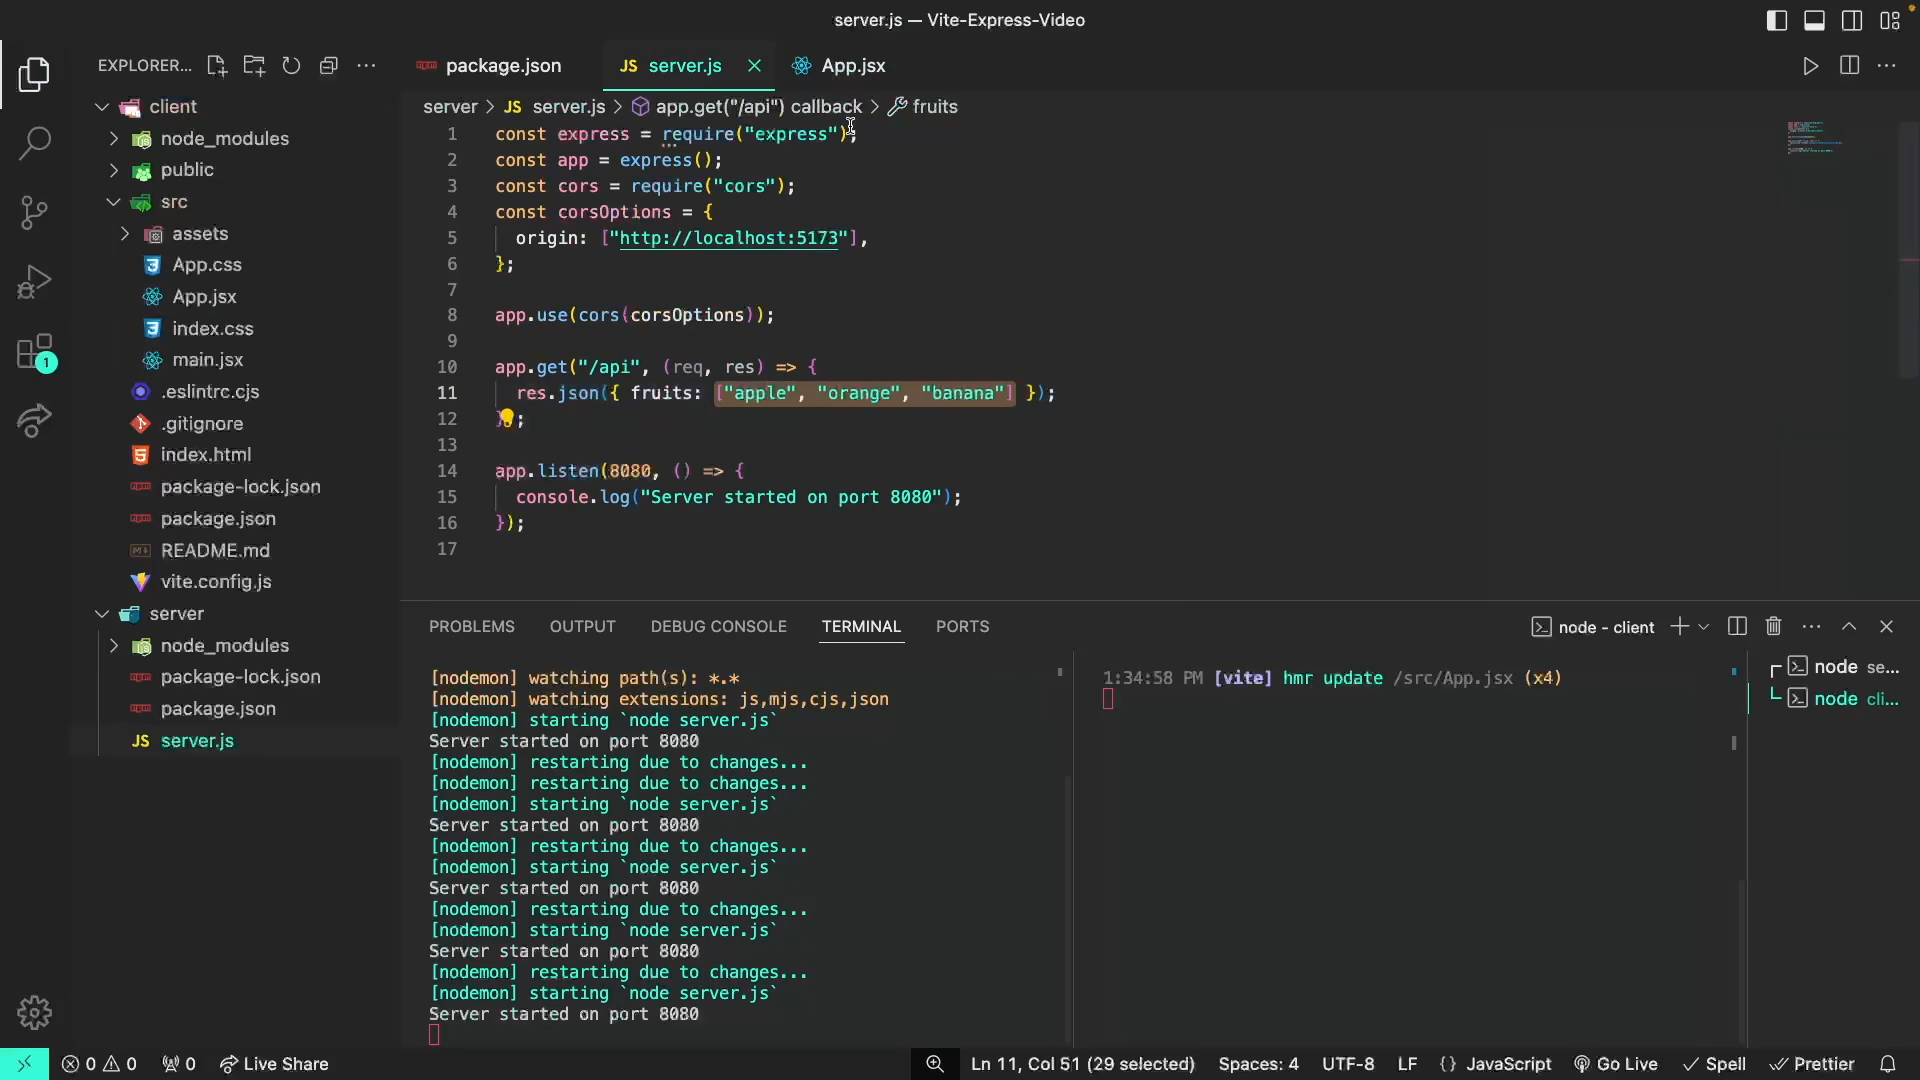 server.js — Vite-Express-Video
EXPLORER...
package.json
JS server.js
App.jsx
server > JS server.js > app.get("/api") callback > fruits
client
node_modules
public
src
assets
App.css
App.jsx
index.css
main.jsx
.eslintrc.cjs
.gitignore
index.html
package-lock.json
package.json
README.md
vite.config.js
server
node_modules
package-lock.json
package.json
JS server.js
1
1 const express = require("express");
2 const app = express();
3 const cors = require("cors");
4 const corsOptions = {
5 origin: ["http://localhost:5173"],
6 };
7
8 app.use(cors(corsOptions));
9
10 app.get("/api", (req, res) => {
11 res.json({ fruits: ["apple", "orange", "banana"] });
12 });
13
14 app.listen(8080, () => {
15 console.log("Server started on port 8080");
16 });
17
PROBLEMS OUTPUT DEBUG CONSOLE TERMINAL PORTS
node - client
[nodemon] watching path(s): *.*
[nodemon] watching extensions: js,mjs,cjs,json
[nodemon] starting `node server.js`
Server started on port 8080
[nodemon] restarting due to changes...
[nodemon] restarting due to changes...
[nodemon] starting `node server.js`
Server started on port 8080
[nodemon] restarting due to changes...
[nodemon] starting `node server.js`
Server started on port 8080
[nodemon] restarting due to changes...
[nodemon] starting `node server.js`
Server started on port 8080
[nodemon] restarting due to changes...
[nodemon] starting `node server.js`
Server started on port 8080
1:34:58 PM [vite] hmr update /src/App.jsx (x4)
node se...
node cli...
0 0 0 Live Share
Ln 11, Col 51 (29 selected) Spaces: 4 UTF-8 LF {} JavaScript Go Live Spell Prettier